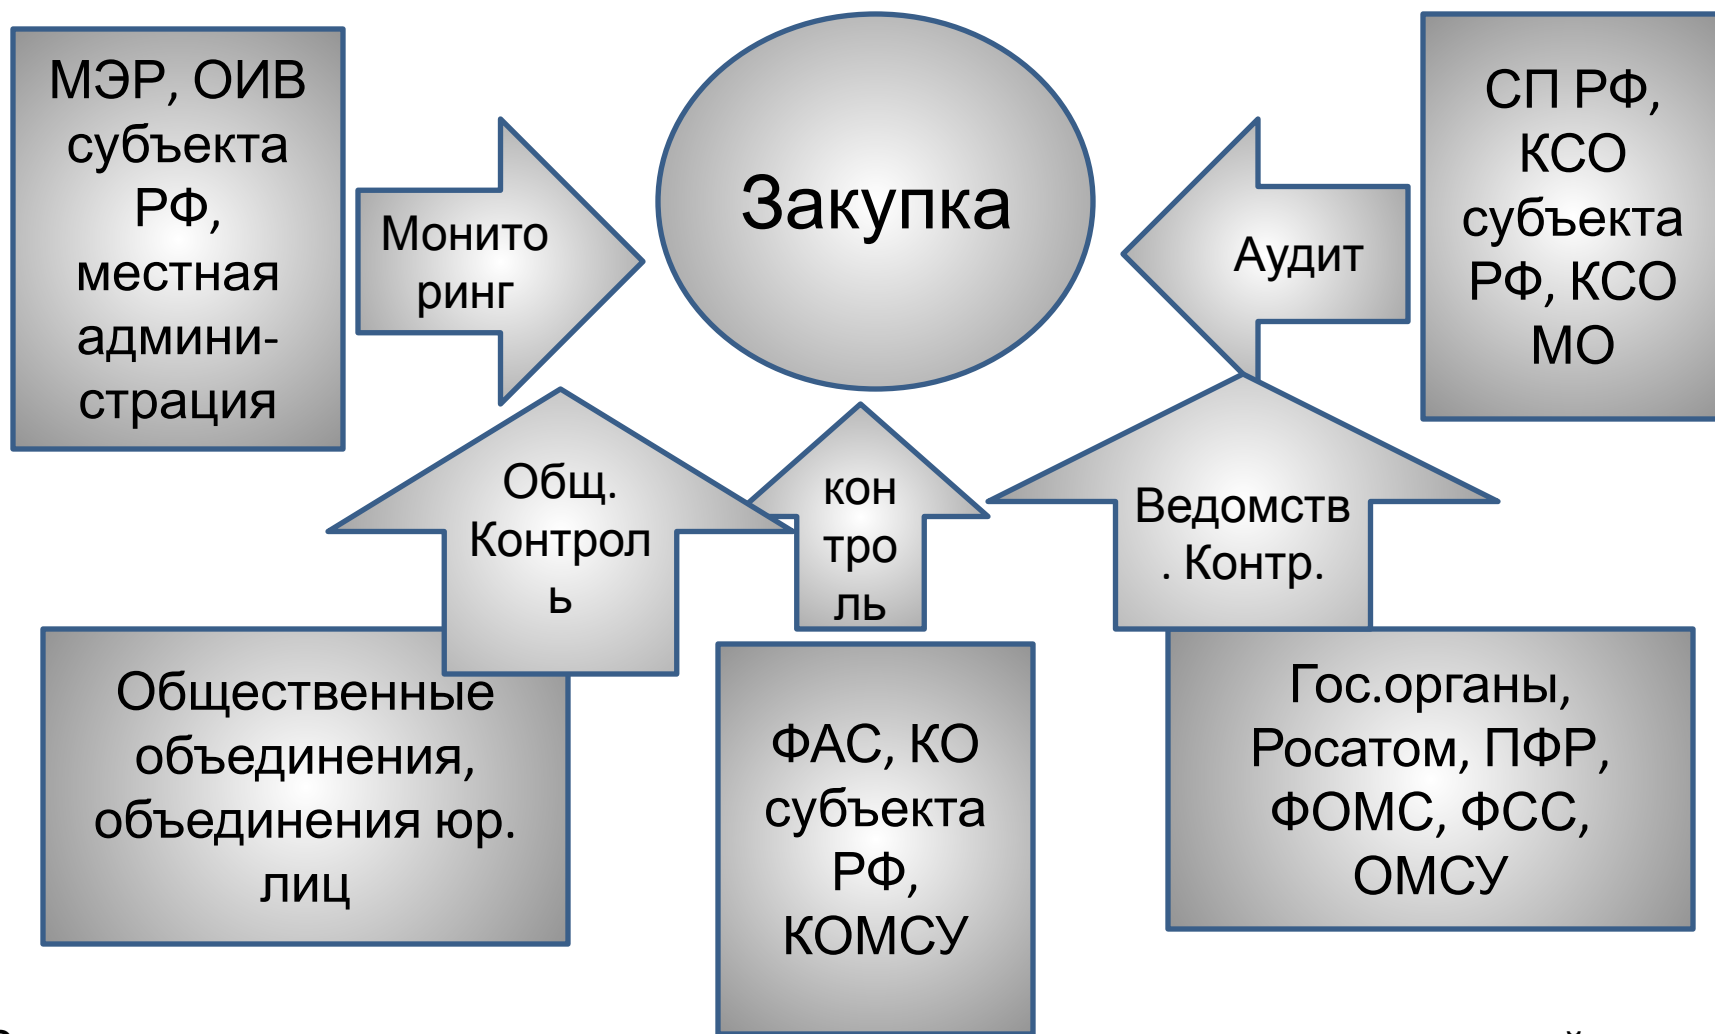 МЭР, ОИВ
субъекта
РФ,
местная
админи-
страция
Монито
ринг
Закупка
Аудит
СП РФ,
КСО
субъекта
РФ, КСО
МО
Общ.
Контрол
ь
кон
тро
ль
Ведомств
. Контр.
Общественные
объединения,
объединения юр.
лиц
ФАС, КО
субъекта
РФ,
КОМСУ
Гос.органы,
Росатом, ПФР,
ФОМС, ФСС,
ОМСУ